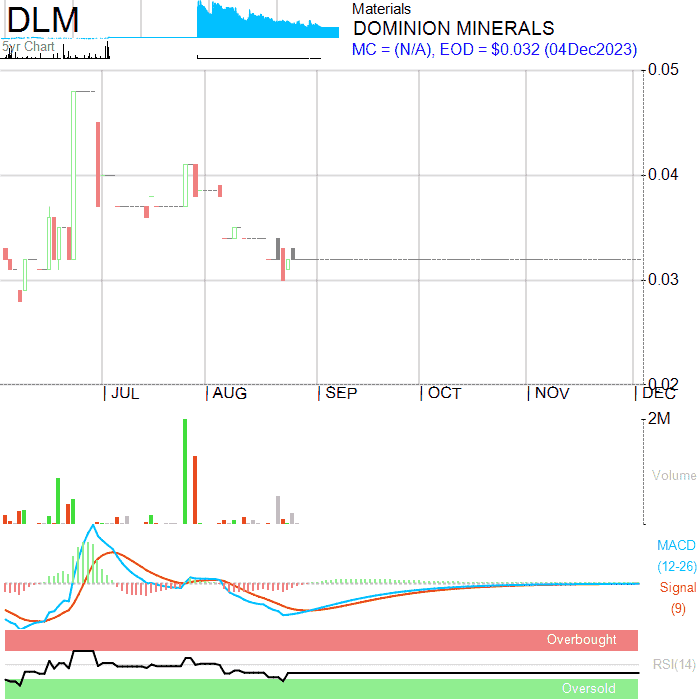 DLM
Materials
DOMINION MINERALS
5yr Chart
MC = (N/A), EOD = $0.032 (04Dec2023)
0.05
0.04
0.03
0.02
JUL AUG SEP OCT NOV DEC
2M
Volume
MACD
(12-26)
Signal
(9)
Overbought
RSI(14)
Oversold